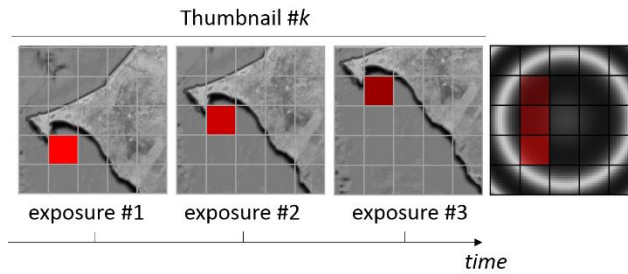 Thumbnail #k
exposure #1
exposure #2
exposure #3
time